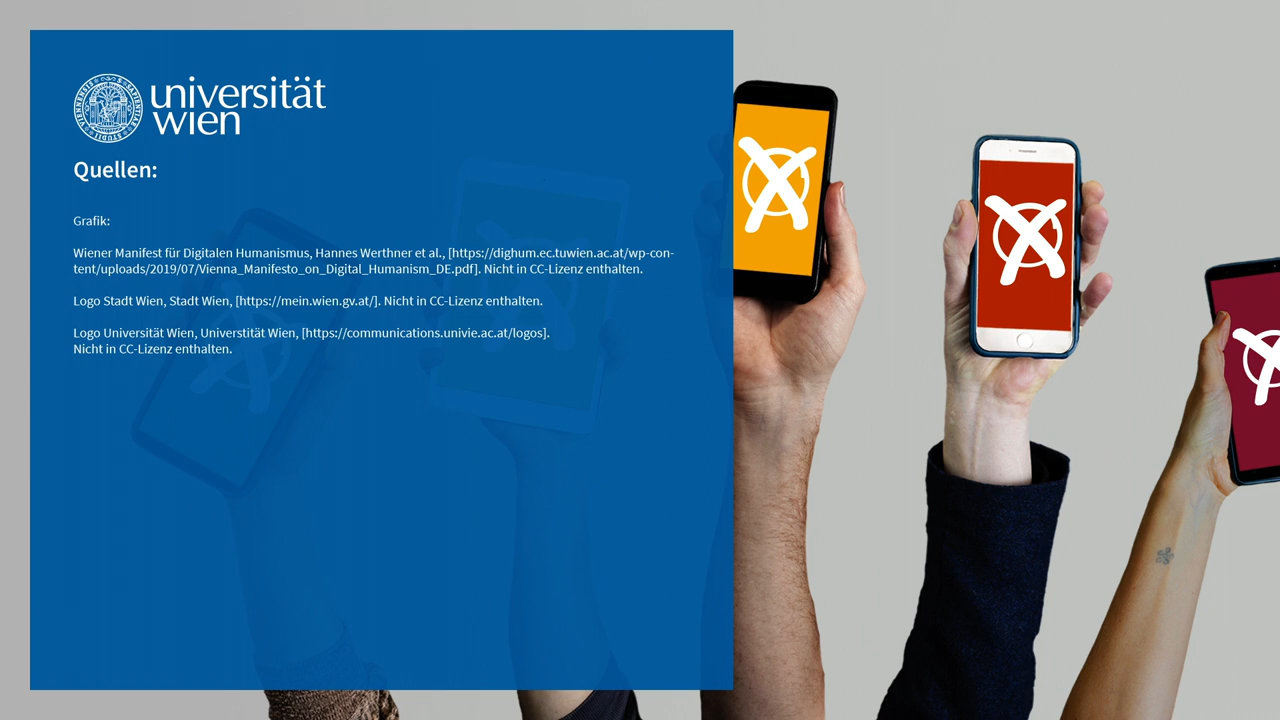 universität
wien
Quellen:
Grafik:
Wiener Manifest für Digitalen Humanismus, Hannes Werthner et al., [https://dighum.ec.tuwien.ac.at/wp-con-
tent/uploads/2019/07/Vienna_Manifesto_on_Digital_Humanism_DE.pdf]. Nicht in CC-Lizenz enthalten.
Logo Stadt Wien, Stadt Wien, [https://mein.wien.gv.at/]. Nicht in CC-Lizenz enthalten.
Logo Universität Wien, Universtität Wien, [https://communications.univie.ac.at/logos].
Nicht in CC-Lizenz enthalten.